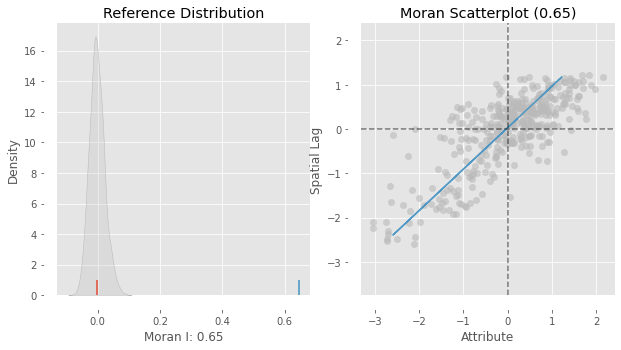 Reference Distribution
16
14
12
10
8
6
4
2
0
Density
0.0 0.2 0.4 0.6
Moran I: 0.65
Moran Scatterplot (0.65)
2
1
0
−1
−2
−3
Spatial Lag
−3 −2 −1 0 1 2
Attribute